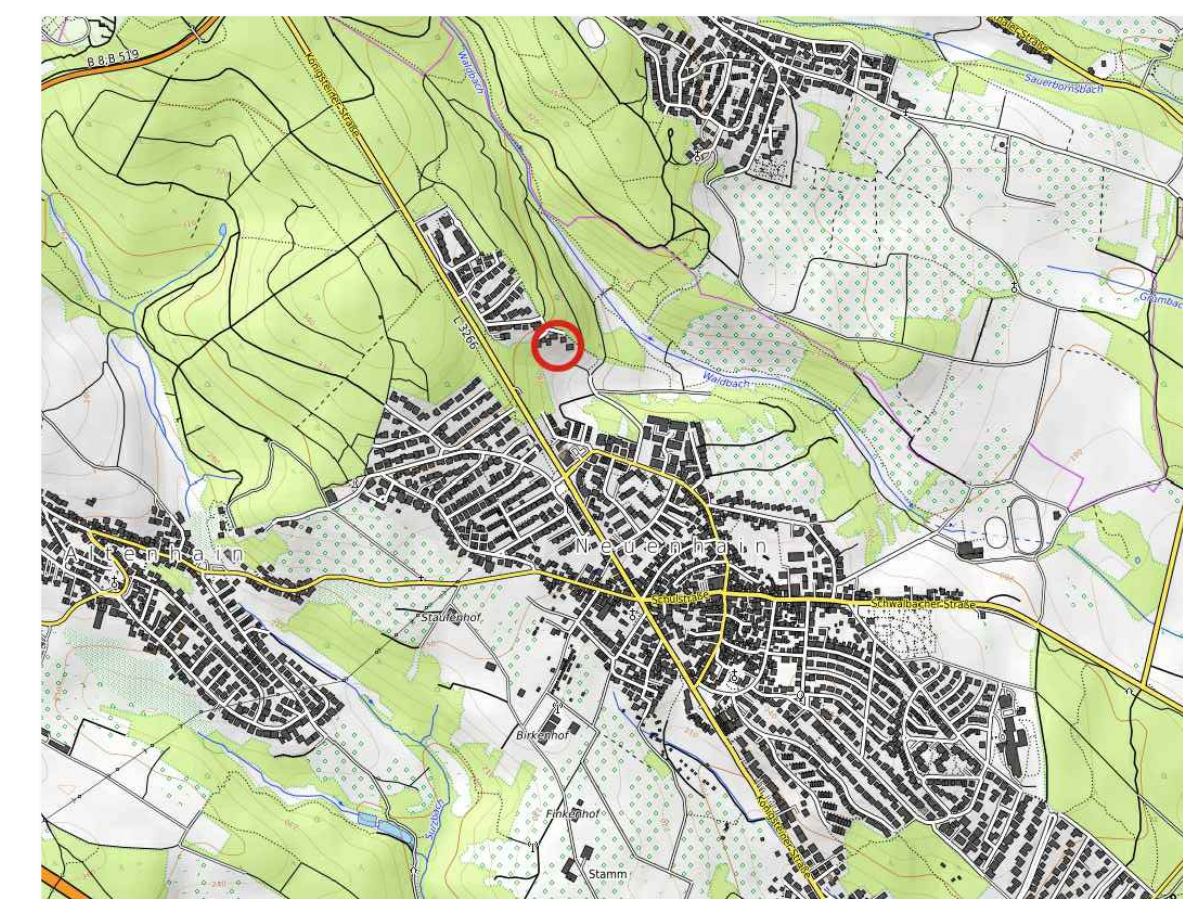 B 8;B 519
Königsteiner Straße
Waldbach
Sauerbornsbach
L 3266
Waldbach
Altenhain
Neuenhain
Schulstraße
Schwalbacher Straße
Staufenhof
Birkenhof
Sulzbach
Finkenhof
Königsteiner Straße
Stamm